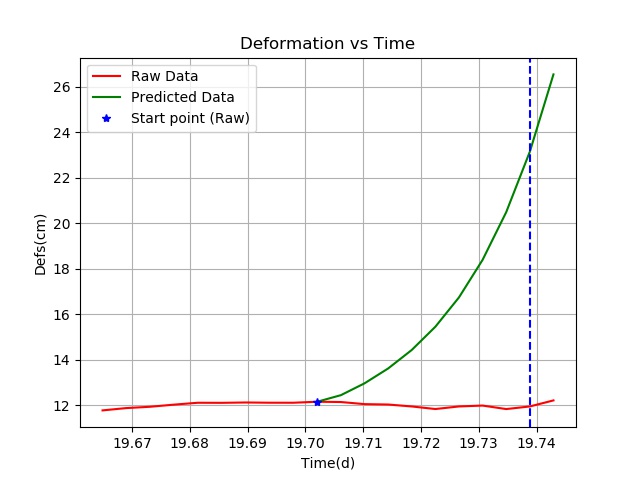 Deformation vs Time
Raw Data
Predicted Data
Start point (Raw)
26
24
22
20
18
16
14
12
Defs(cm)
19.67 19.68 19.69 19.70 19.71 19.72 19.73 19.74
Time(d)